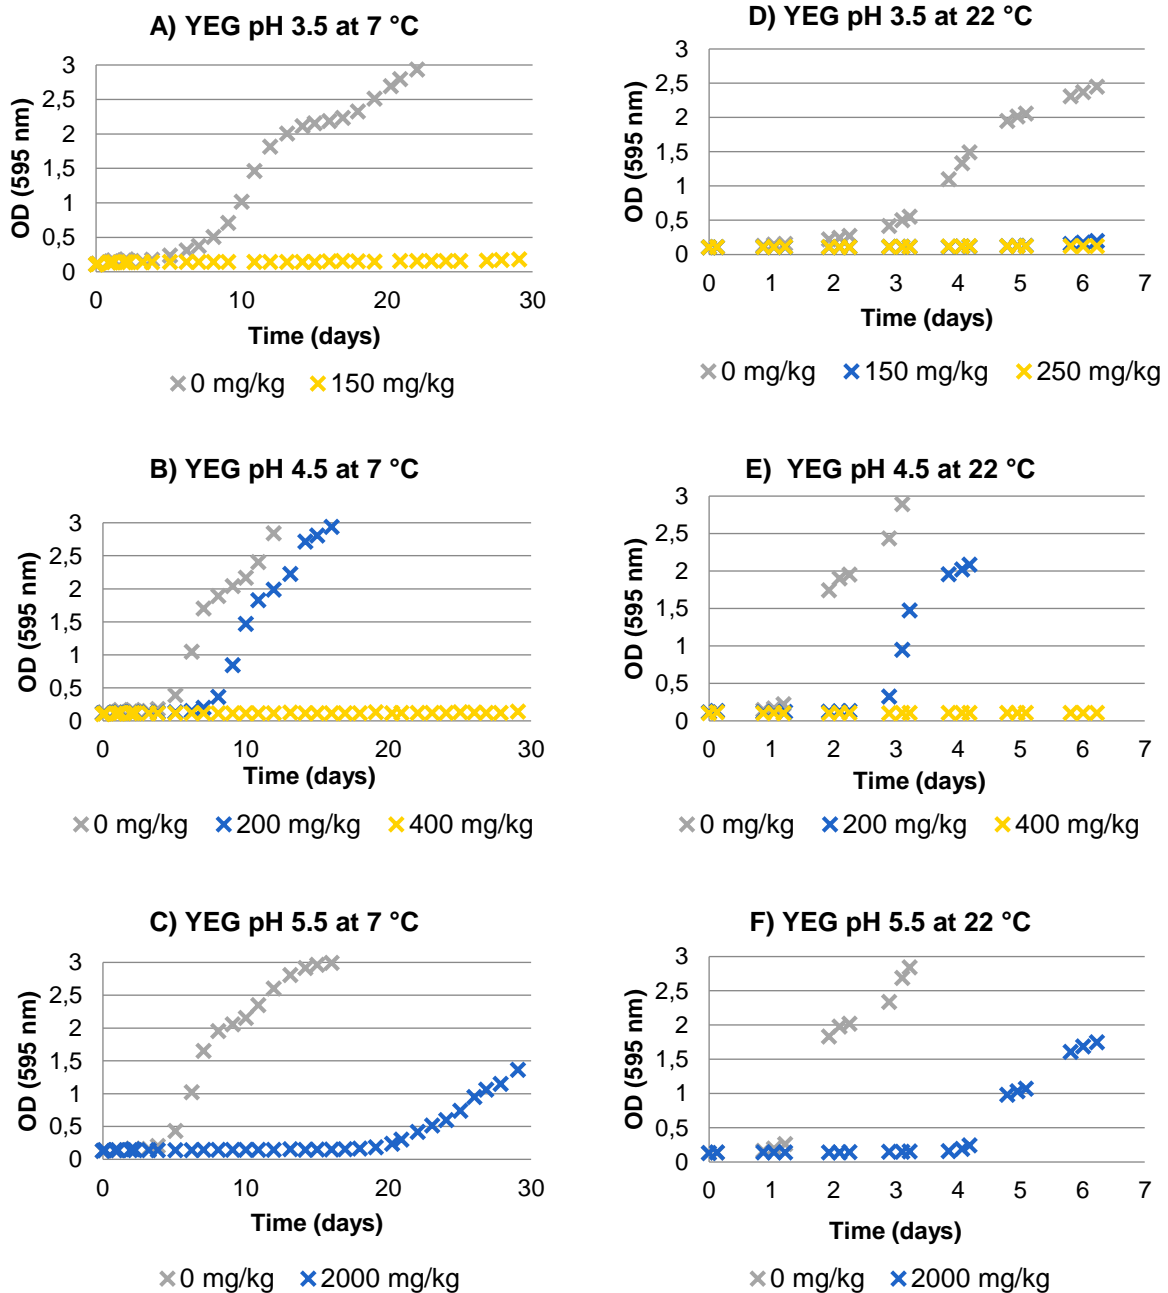 A) YEG pH 3.5 at 7 °C
OD (595 nm)
3
2,5
2
1,5
1
0,5
0
0 10 20 30
Time (days)
0 mg/kg 150 mg/kg
D) YEG pH 3.5 at 22 °C
OD (595 nm)
3
2,5
2
1,5
1
0,5
0
0 1 2 3 4 5 6 7
Time (days)
0 mg/kg 150 mg/kg 250 mg/kg
B) YEG pH 4.5 at 7 °C
OD (595 nm)
3
2,5
2
1,5
1
0,5
0
0 10 20 30
Time (days)
0 mg/kg 200 mg/kg 400 mg/kg
E) YEG pH 4.5 at 22 °C
OD (595 nm)
3
2,5
2
1,5
1
0,5
0
0 1 2 3 4 5 6 7
Time (days)
0 mg/kg 200 mg/kg 400 mg/kg
C) YEG pH 5.5 at 7 °C
OD (595 nm)
3
2,5
2
1,5
1
0,5
0
0 10 20 30
Time (days)
0 mg/kg 2000 mg/kg
F) YEG pH 5.5 at 22 °C
OD (595 nm)
3
2,5
2
1,5
1
0,5
0
0 1 2 3 4 5 6 7
Time (days)
0 mg/kg 2000 mg/kg